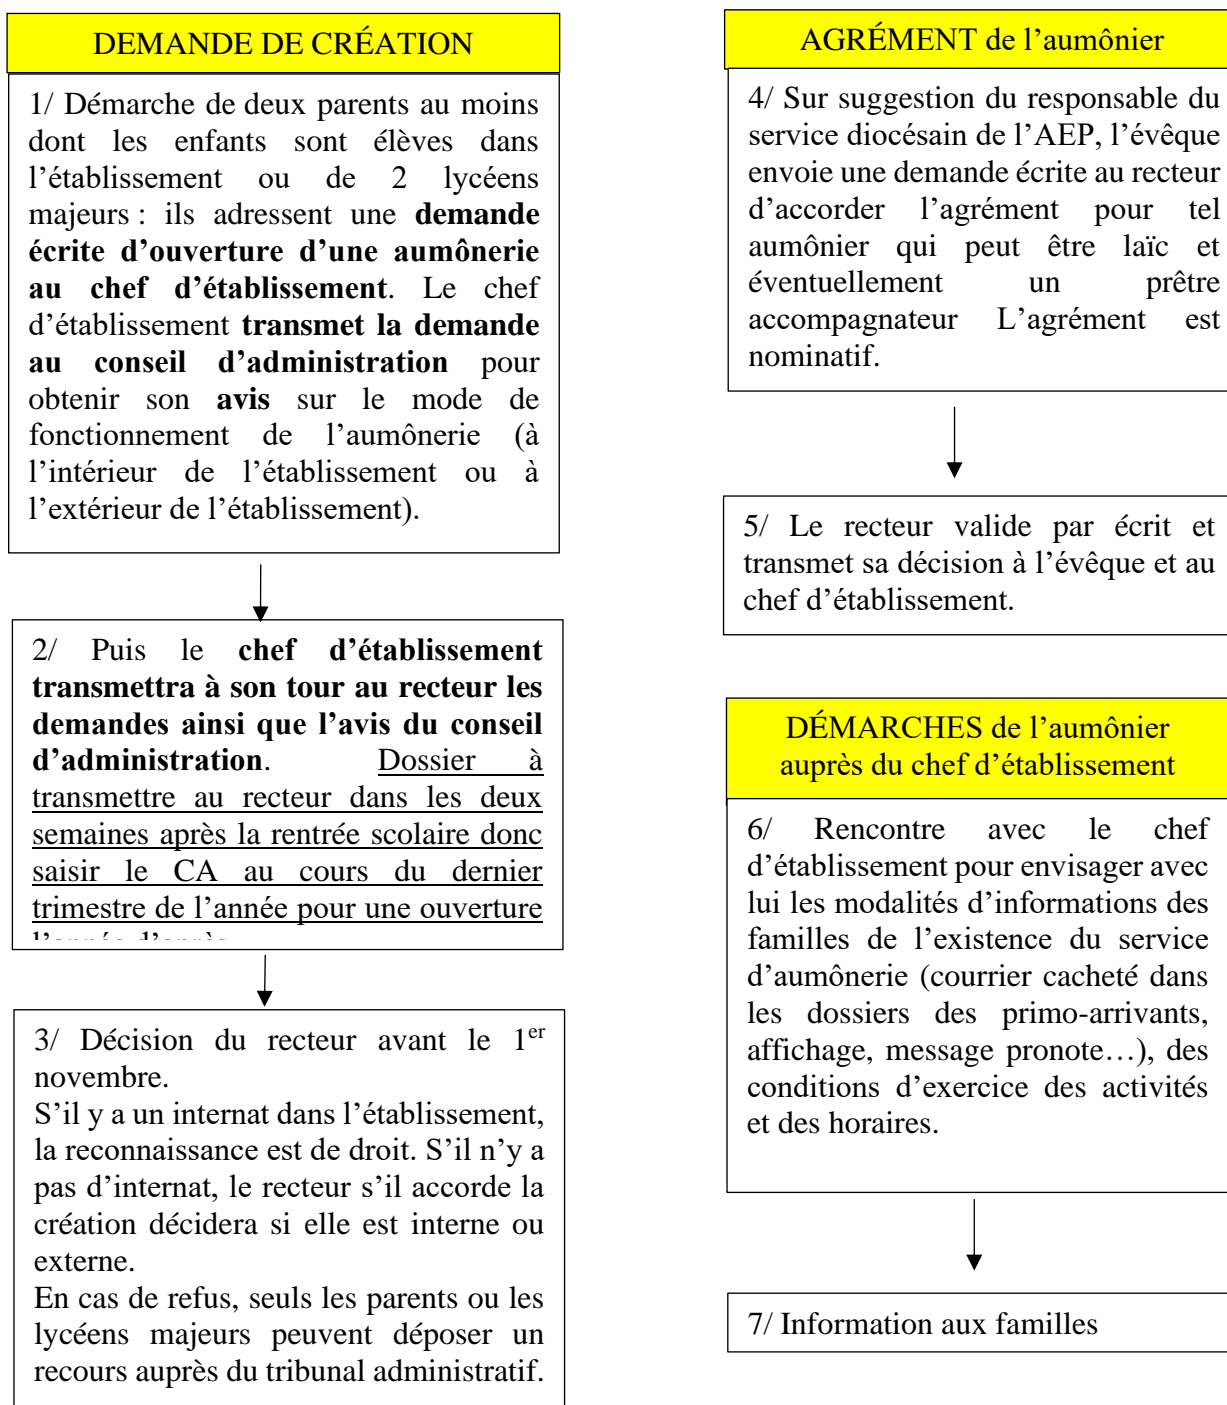 DEMANDE DE CRÉATION
1/ Démarche de deux parents au moins
dont les enfants sont élèves dans
l’établissement ou de 2 lycéens
majeurs : ils adressent une demande
écrite d’ouverture d’une aumônerie
au chef d’établissement. Le chef
d’établissement transmet la demande
au conseil d’administration pour
obtenir son avis sur le mode de
fonctionnement de l’aumônerie (à
l’intérieur de l’établissement ou à
l’extérieur de l’établissement).
2/ Puis le chef d’établissement
transmettra à son tour au recteur les
demandes ainsi que l’avis du conseil
d’administration. Dossier à
transmettre au recteur dans les deux
semaines après la rentrée scolaire donc
saisir le CA au cours du dernier
trimestre de l’année pour une ouverture
l’année d’après
3/ Décision du recteur avant le 1er
novembre.
S’il y a un internat dans l’établissement,
la reconnaissance est de droit. S’il n’y a
pas d’internat, le recteur s’il accorde la
création décidera si elle est interne ou
externe.
En cas de refus, seuls les parents ou les
lycéens majeurs peuvent déposer un
recours auprès du tribunal administratif.
AGRÉMENT de l’aumônier
4/ Sur suggestion du responsable du
service diocésain de l’AEP, l’évêque
envoie une demande écrite au recteur
d’accorder l’agrément pour tel
aumônier qui peut être laïc et
éventuellement un prêtre
accompagnateur L’agrément est
nominatif.
5/ Le recteur valide par écrit et
transmet sa décision à l’évêque et au
chef d’établissement.
DÉMARCHES de l’aumônier
auprès du chef d’établissement
6/ Rencontre avec le chef
d’établissement pour envisager avec
lui les modalités d’informations des
familles de l’existence du service
d’aumônerie (courrier cacheté dans
les dossiers des primo-arrivants,
affichage, message pronote…), des
conditions d’exercice des activités
et des horaires.
7/ Information aux familles